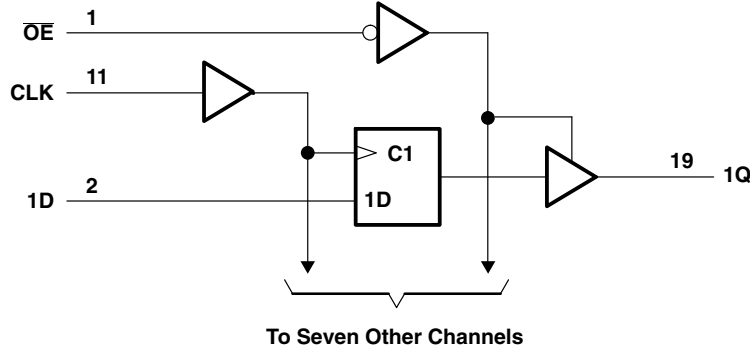 OE 1
CLK 11
C1
1D 2
1D
19
1Q
To Seven Other Channels